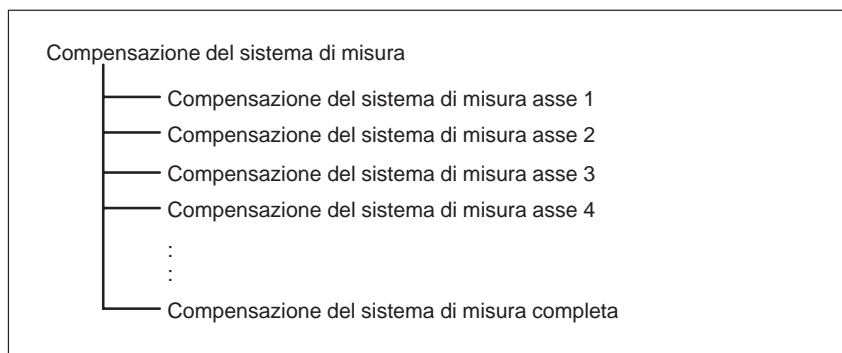 Compensazione del sistema di misura
Compensazione del sistema di misura asse 1
Compensazione del sistema di misura asse 2
Compensazione del sistema di misura asse 3
Compensazione del sistema di misura asse 4
:
:
Compensazione del sistema di misura completa